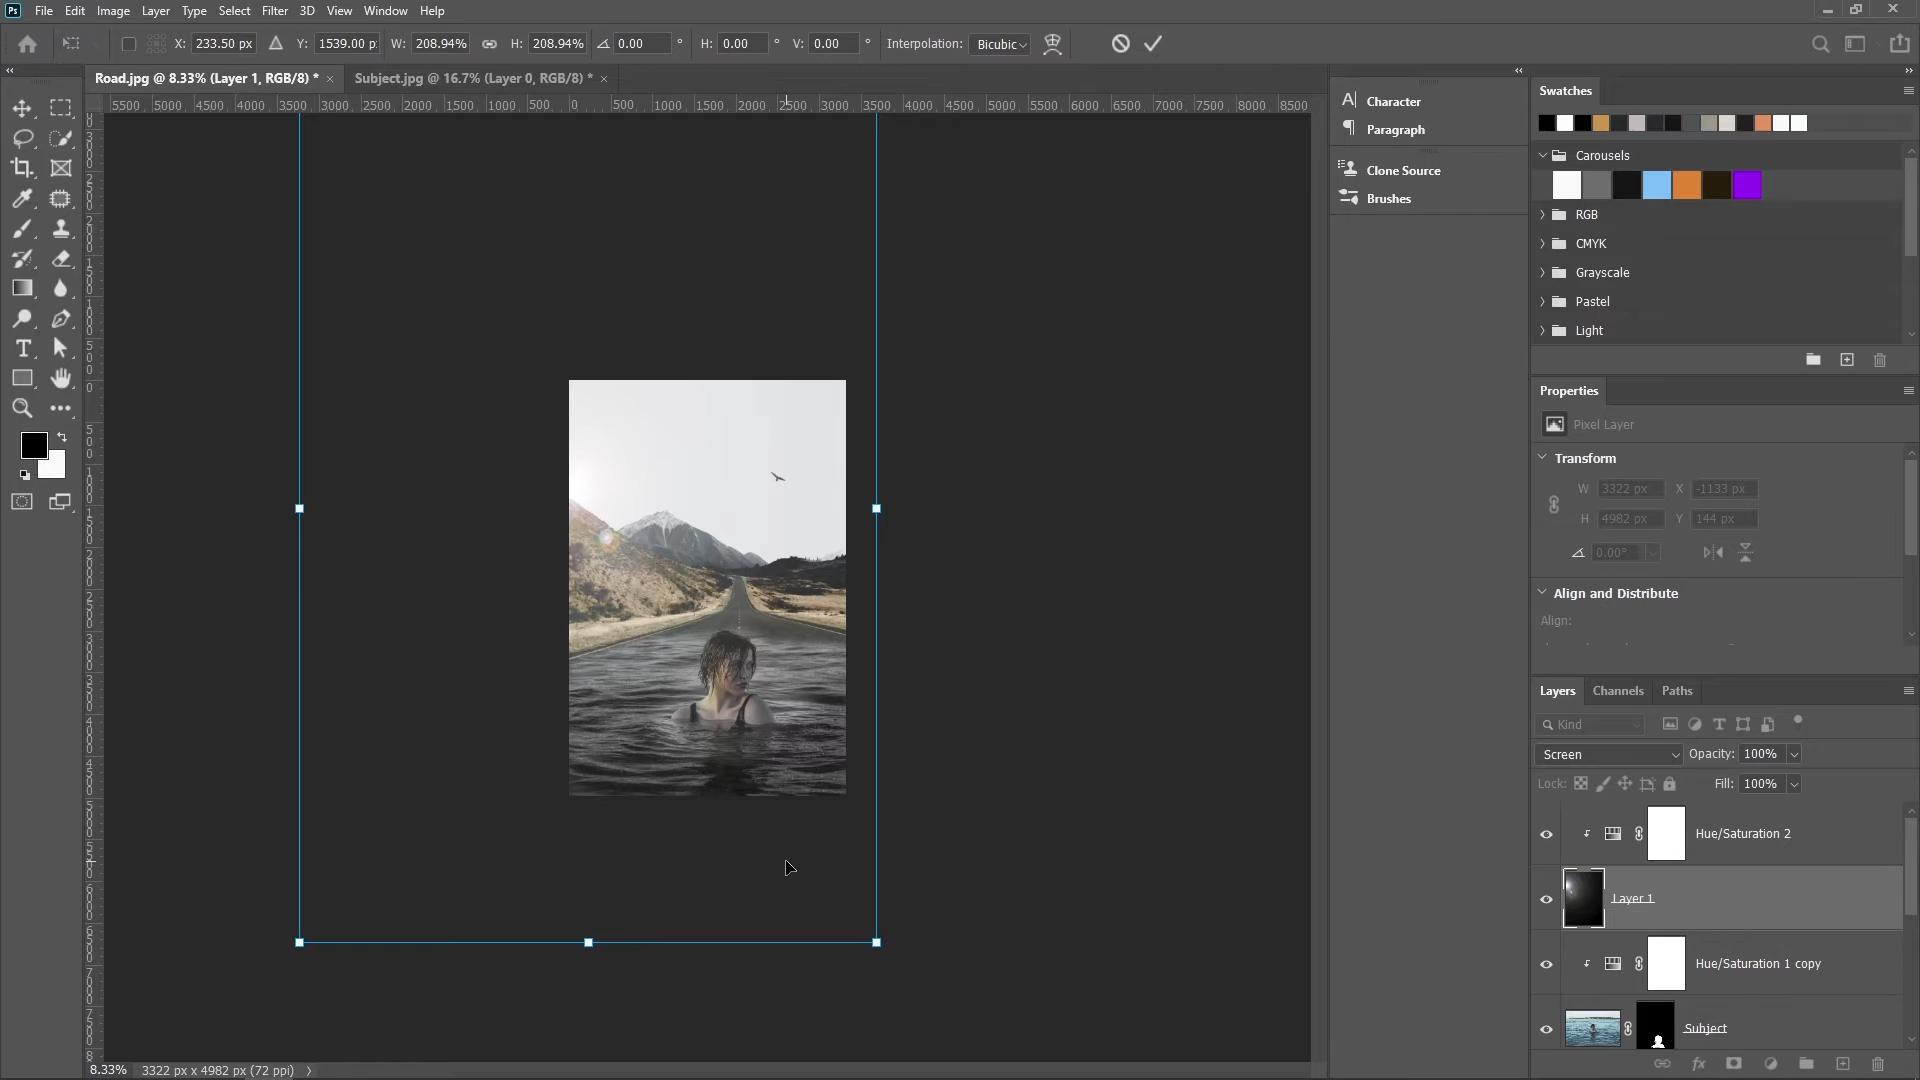 Ps File Edit Image Layer Type Select Filter 3D View Window Help
X: 233.50 px Y: 1539.00 p W: 208.94% H: 208.94% 0.00 ° H: 0.00 ° V: 0.00 ° Interpolation: Bicubic
Road.jpg @ 8.33% (Layer 1, RGB/8) * × Subject.jpg @ 16.7% (Layer 0, RGB/8) * ×
5500 5000 4500 4000 3500 3000 2500 2000 1500 1000 500 0 500 1000 1500 2000 2500 3000 3500 4000 4500 5000 5500 6000 6500 7000 7500 8000 8500
Character
Paragraph
Clone Source
Brushes
Swatches
Carousels
RGB
CMYK
Grayscale
Pastel
Light
Properties
Pixel Layer
Transform
W 3322 px X -1133 px
H 4982 px Y 144 px
0.00°
Align and Distribute
Align:
Layers Channels Paths
Kind
Screen Opacity: 100%
Lock: Fill: 100%
Hue/Saturation 2
Layer 1
Hue/Saturation 1 copy
Subject
fx
8.33% 3322 px x 4982 px (72 ppi)